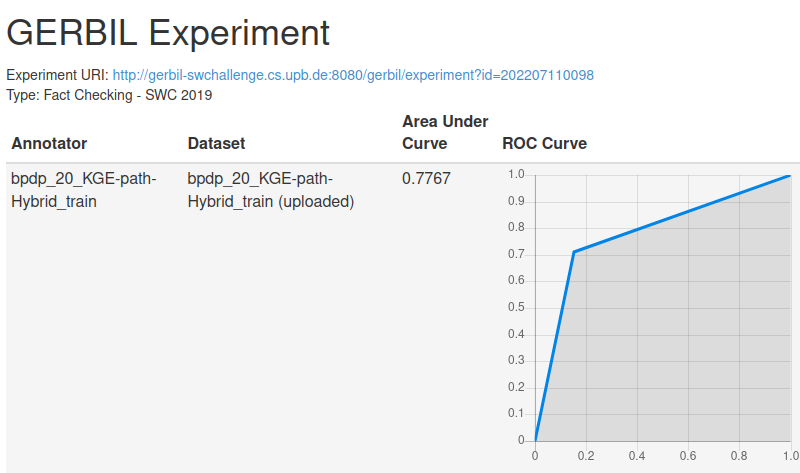 GERBIL Experiment
Experiment URI: http://gerbil-swchallenge.cs.upb.de:8080/gerbil/experiment?id=202207110098
Type: Fact Checking - SWC 2019
Annotator
Dataset
Area Under
Curve
ROC Curve
bpdp_20_KGE-path-
Hybrid_train
bpdp_20_KGE-path-
Hybrid_train (uploaded)
0.7767
1.0
0.9
0.8
0.7
0.6
0.5
0.4
0.3
0.2
0.1
0
0 0.2 0.4 0.6 0.8 1.0